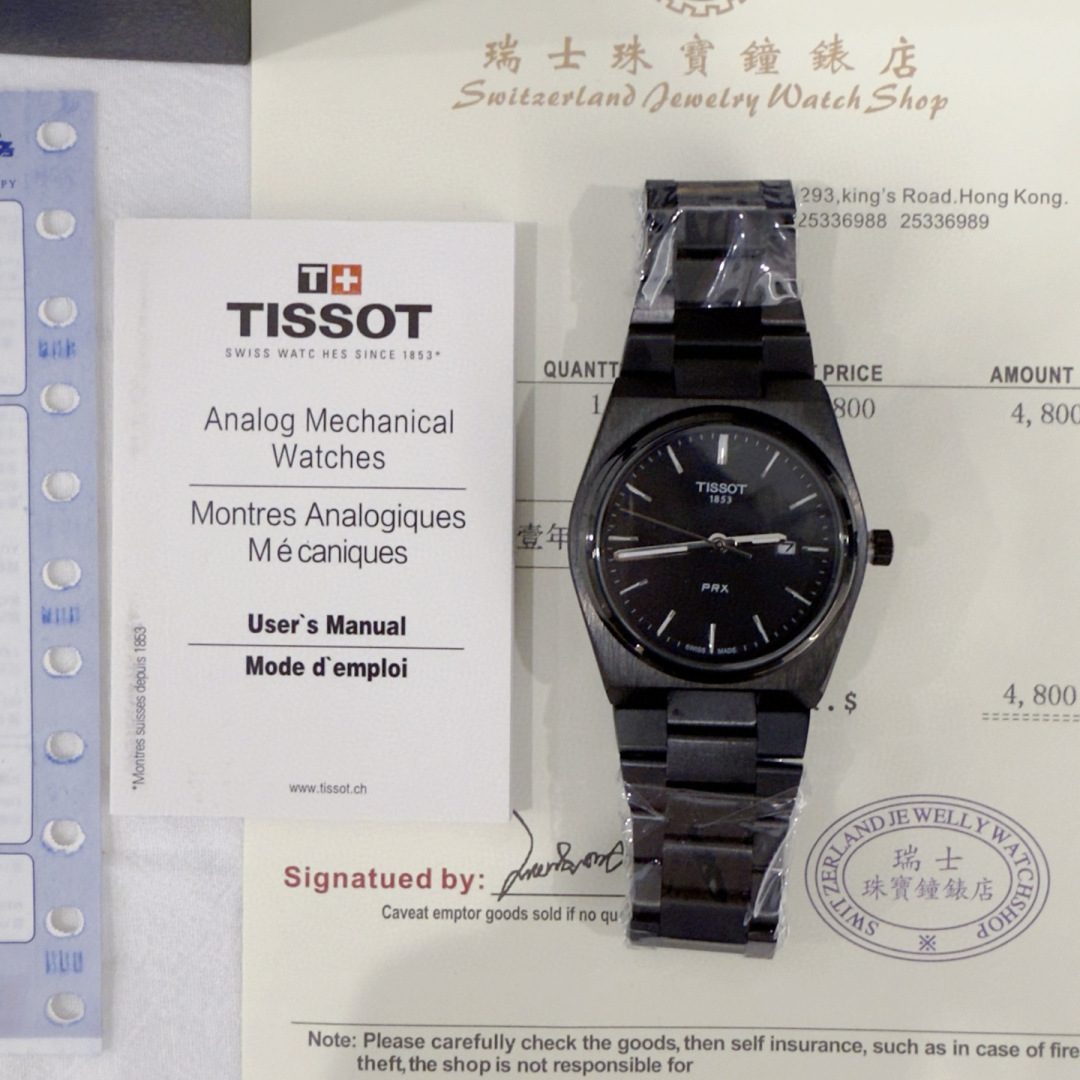 瑞士珠寶鐘錶店
Switzerland Jewelry Watch Shop
293,king's Road.Hong Kong.
25336988 25336989
PY
T+
TISSOT
SWISS WATC HES SINCE 1853*
Analog Mechanical
Watches
Montres Analogiques
M é caniques
User`s Manual
Mode d`emploi
*Montres suisses depuis 1853
www.tissot.ch
QUANTT
PRICE
AMOUNT
1
800
4,800
壹年
TISSOT
1853
7
PRX
SWISS MADE
. $
4,800
Signatued by:
Caveat emptor goods sold if no qu
SWITZERLAND JE WELLY WATCHSHOP
瑞士
珠寶鐘錶店
※
Note: Please carefully check the goods,then self insurance, such as in case of fire
theft,the shop is not responsible for